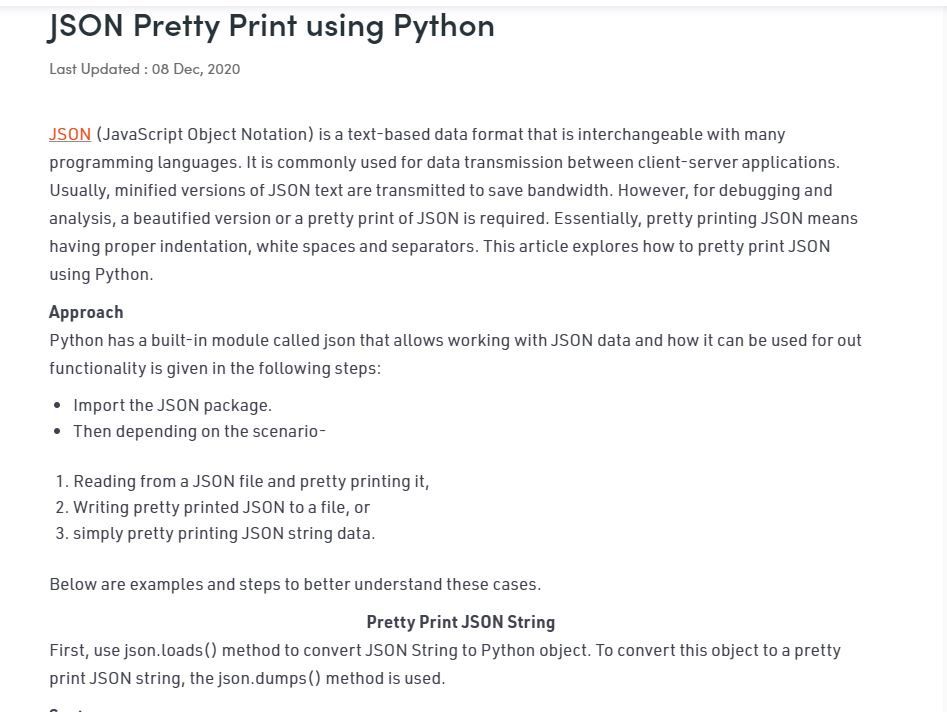 JSON Pretty Print using Python
Last Updated : 08 Dec, 2020
JSON (JavaScript Object Notation) is a text-based data format that is interchangeable with many
programming languages. It is commonly used for data transmission between client-server applications.
Usually, minified versions of JSON text are transmitted to save bandwidth. However, for debugging and
analysis, a beautified version or a pretty print of JSON is required. Essentially, pretty printing JSON means
having proper indentation, white spaces and separators. This article explores how to pretty print JSON
using Python.
Approach
Python has a built-in module called json that allows working with JSON data and how it can be used for out
functionality is given in the following steps:
• Import the JSON package.
• Then depending on the scenario-
1. Reading from a JSON file and pretty printing it,
2. Writing pretty printed JSON to a file, or
3. simply pretty printing JSON string data.
Below are examples and steps to better understand these cases.
Pretty Print JSON String
First, use json.loads() method to convert JSON String to Python object. To convert this object to a pretty
print JSON string, the json.dumps() method is used.